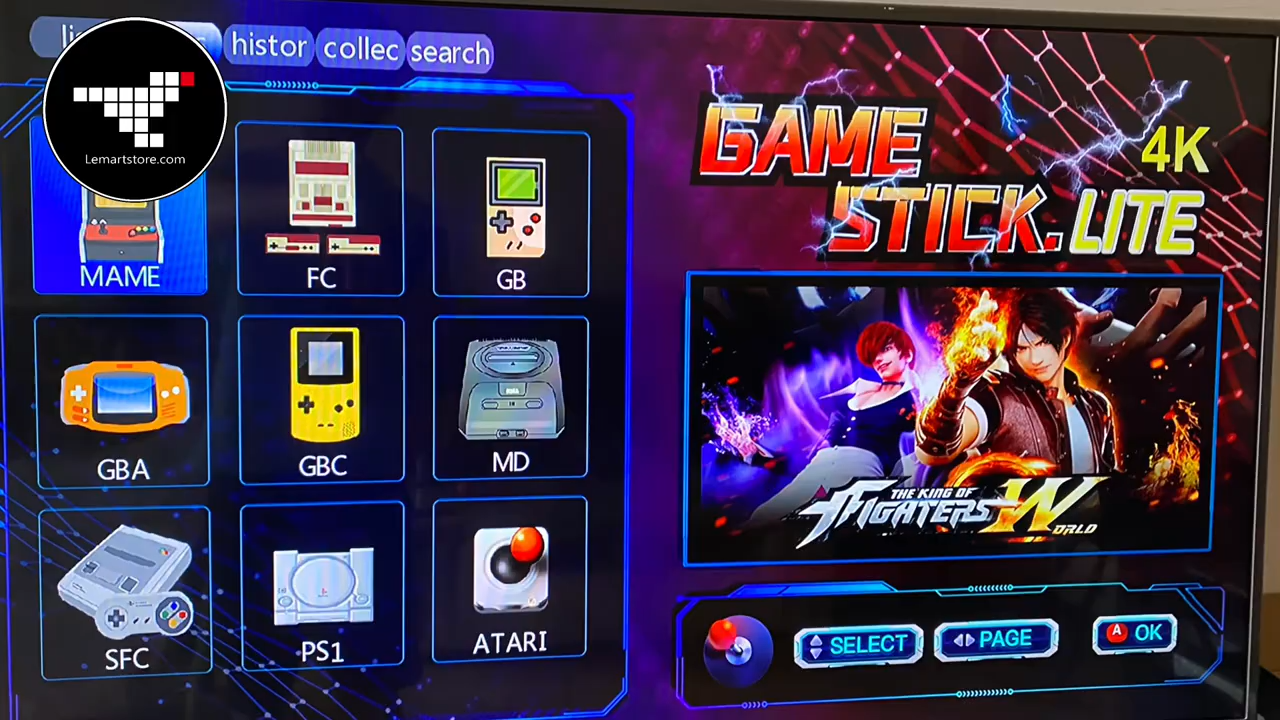 histor
collec
search
Lemartstore.com
GAME
STICK.LITE
4K
MAME
FC
GB
GBA
GBC
MD
SFC
PS1
ATARI
THE KING OF
FIGHTERS
WORLD
SELECT
PAGE
A
OK